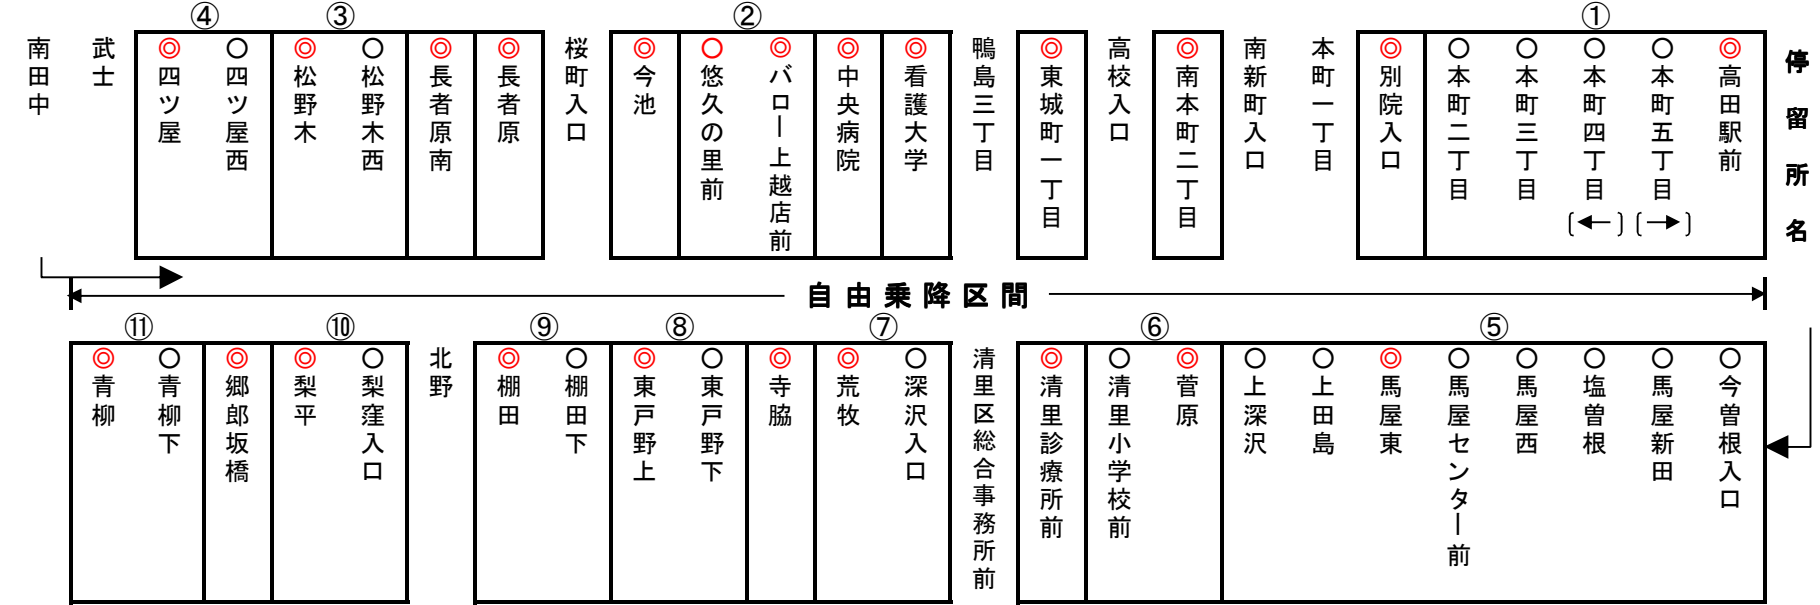 停留所名
①
◎高田駅前
○本町五丁目(→)
○本町四丁目(←)
○本町三丁目
○本町二丁目
◎別院入口
本町一丁目
南新町入口
◎南本町二丁目
高校入口
◎東城町一丁目
鴨島三丁目
◎看護大学
◎中央病院
②
◎バロー上越店前
○悠久の里前
◎今池
桜町入口
◎長者原
◎長者原南
③
○松野木西
◎松野木
④
○四ツ屋西
◎四ツ屋
武士
南田中
自由乗降区間
⑤
○今曽根入口
○馬屋新田
○塩曽根
○馬屋西
○馬屋センター前
◎馬屋東
○上田島
○上深沢
⑥
◎菅原
○清里小学校前
◎清里診療所前
清里区総合事務所前
⑦
○深沢入口
◎荒牧
◎寺脇
⑧
○東戸野下
◎東戸野上
⑨
○棚田下
◎棚田
北野
⑩
○梨窪入口
◎梨平
◎郷郎坂橋
⑪
○青柳下
◎青柳